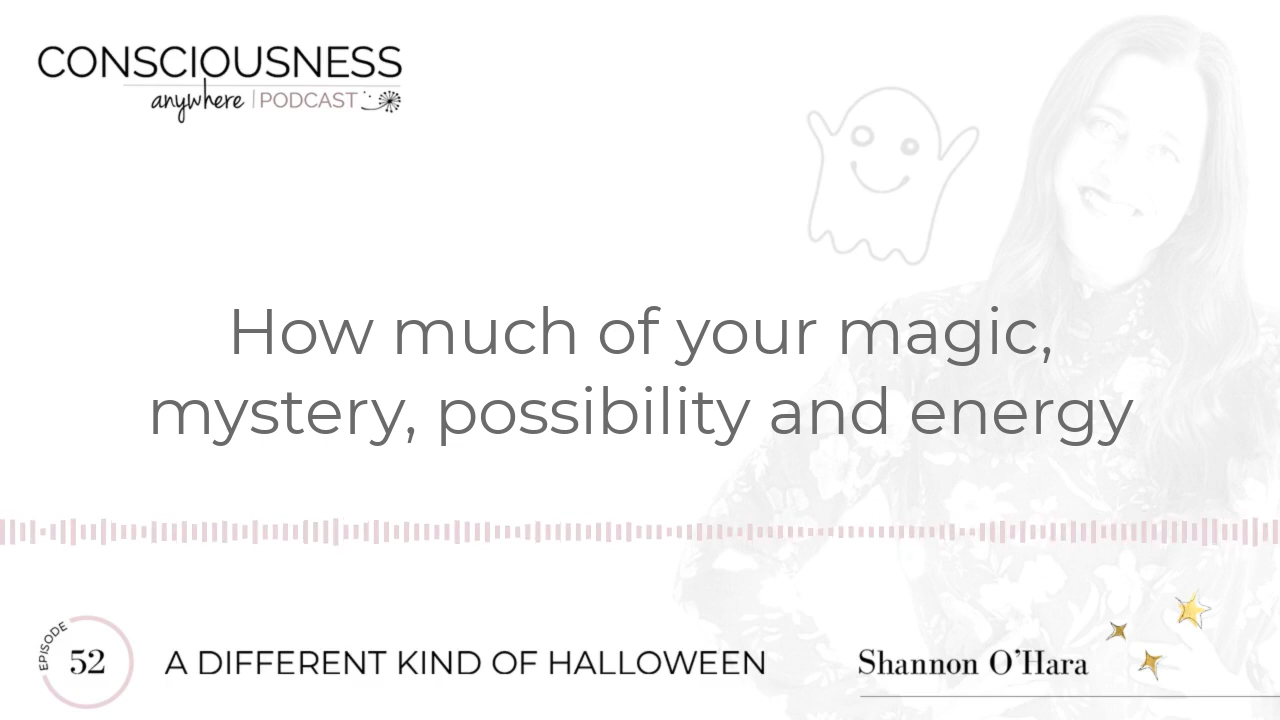 CONSCIOUSNESS
anywhere | PODCAST
How much of your magic,
mystery, possibility and energy
EPISODE
52
A DIFFERENT KIND OF HALLOWEEN
Shannon O'Hara